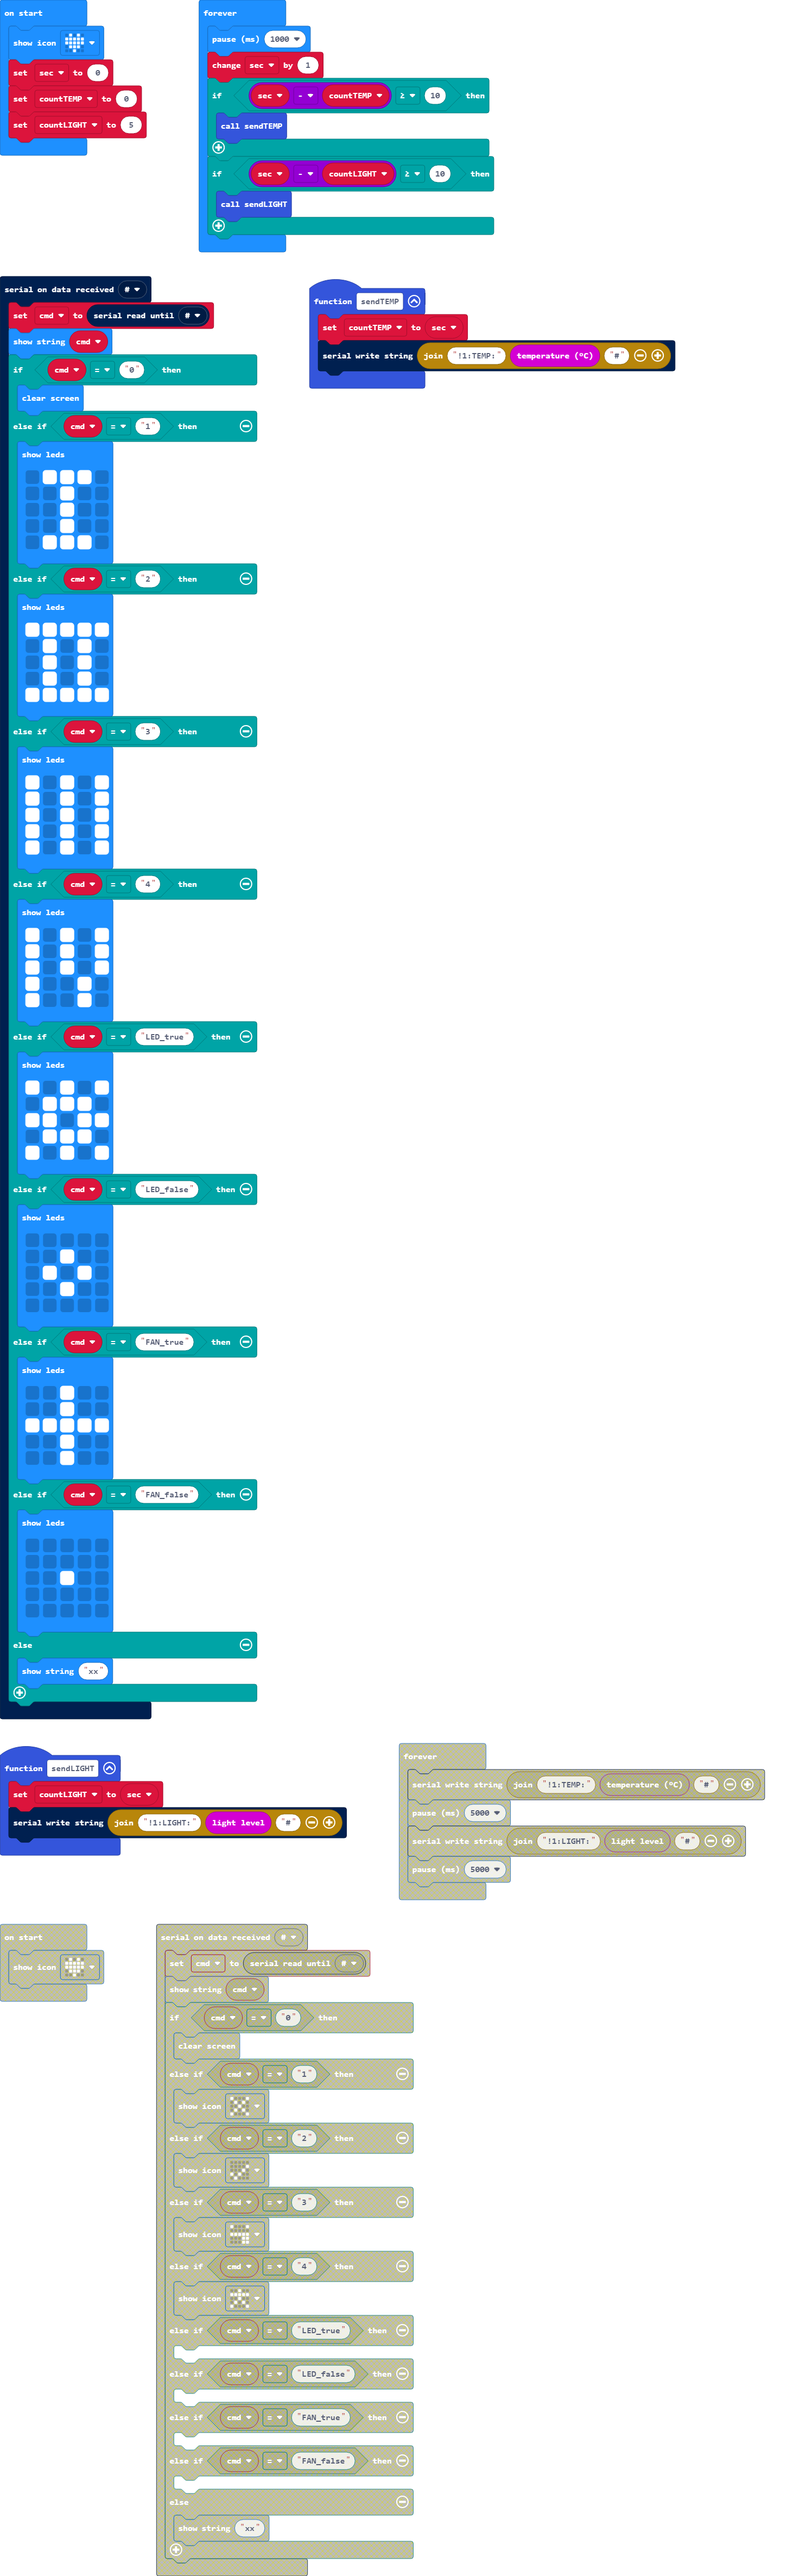 on start
show icon
set sec to 0
set countTEMP to 0
set countLIGHT to 5
forever
pause (ms) 1000
change sec by 1
if sec - countTEMP ≥ 10 then
call sendTEMP
if sec - countLIGHT ≥ 10 then
call sendLIGHT
serial on data received #
set cmd to serial read until #
show string cmd
if cmd = "0" then
clear screen
else if cmd = "1" then
show leds
else if cmd = "2" then
show leds
else if cmd = "3" then
show leds
else if cmd = "4" then
show leds
else if cmd = "LED_true" then
show leds
else if cmd = "LED_false" then
show leds
else if cmd = "FAN_true" then
show leds
else if cmd = "FAN_false" then
show leds
else
show string "xx"
function sendTEMP
set countTEMP to sec
serial write string join "!1:TEMP:" temperature (ºC) "#"
function sendLIGHT
set countLIGHT to sec
serial write string join "!1:LIGHT:" light level "#"
forever
serial write string join "!1:TEMP:" temperature (ºC) "#"
pause (ms) 5000
serial write string join "!1:LIGHT:" light level "#"
pause (ms) 5000
on start
show icon
serial on data received #
set cmd to serial read until #
show string cmd
if cmd = "0" then
clear screen
else if cmd = "1" then
show icon
else if cmd = "2" then
show icon
else if cmd = "3" then
show icon
else if cmd = "4" then
show icon
else if cmd = "LED_true" then
else if cmd = "LED_false" then
else if cmd = "FAN_true" then
else if cmd = "FAN_false" then
else
show string "xx"